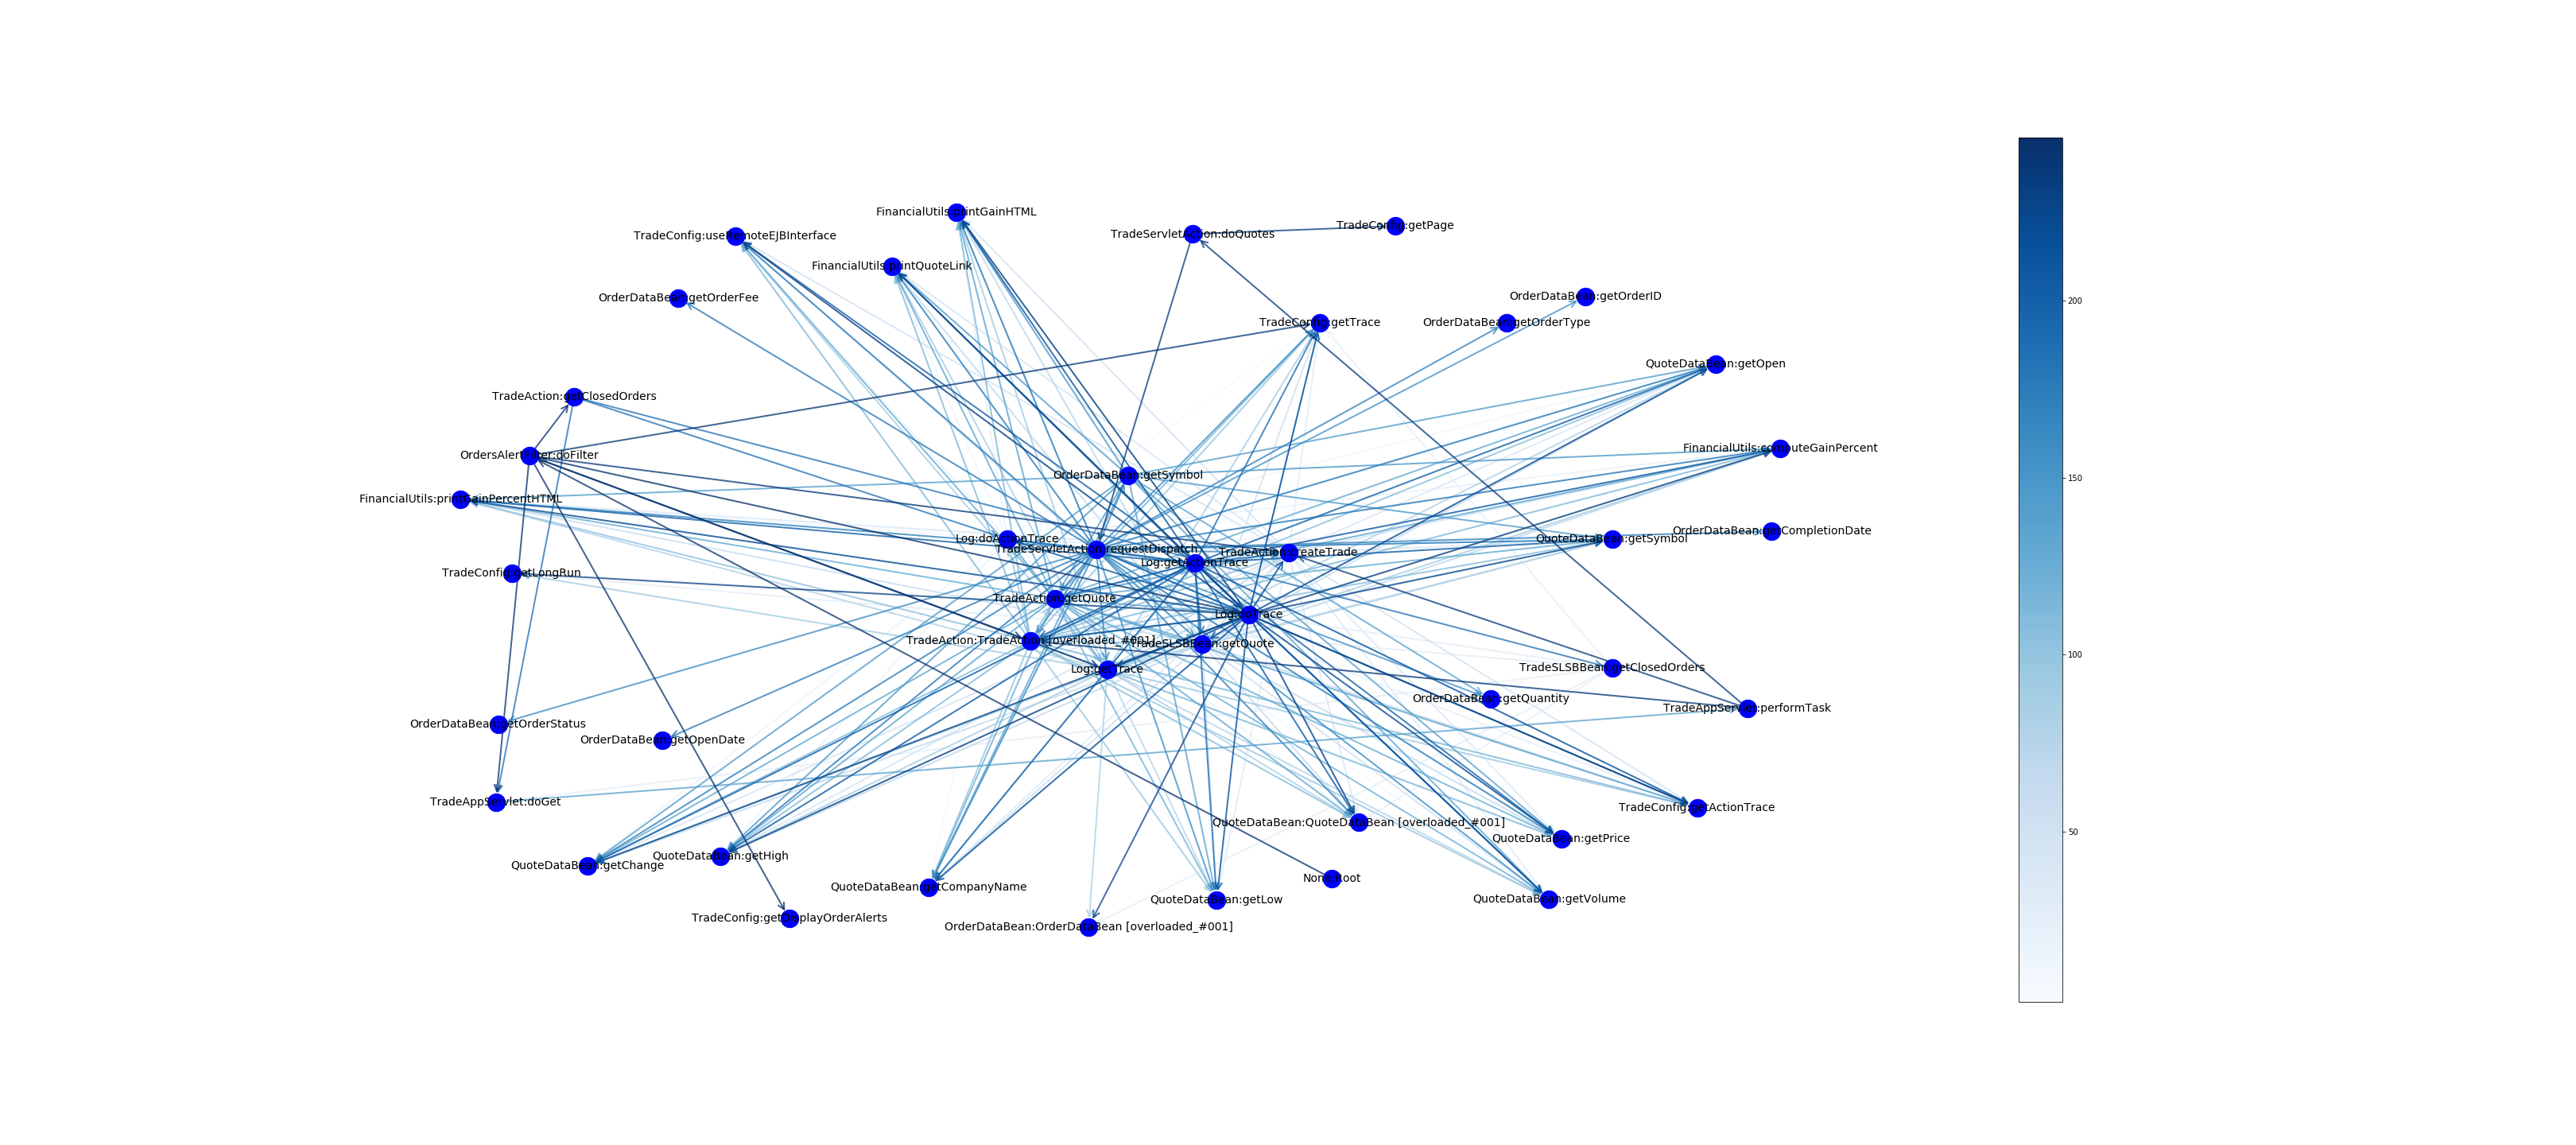 FinancialUtils:printGainHTML
TradeConfig:getPage
TradeServletAction:doQuotes
TradeConfig:useRemoteEJBInterface
FinancialUtils:printQuoteLink
OrderDataBean:getOrderFee
OrderDataBean:getOrderID
TradeConfig:getTrace
OrderDataBean:getOrderType
200
QuoteDataBean:getOpen
TradeAction:getClosedOrders
FinancialUtils:computeGainPercent
OrdersAlertFilter:doFilter
OrderDataBean:getSymbol
150
FinancialUtils:printGainPercentHTML
OrderDataBean:getCompletionDate
Log:doActionTrace
QuoteDataBean:getSymbol
TradeServletAction:requestDispatch
TradeAction:createTrade
Log:getActionTrace
TradeConfig:getLongRun
TradeAction:getQuote
Log:doTrace
TradeAction:TradeAction [overloaded_#001]
TradeSLSBBean:getQuote
100
TradeSLSBBean:getClosedOrders
Log:getTrace
OrderDataBean:getQuantity
TradeAppServlet:performTask
OrderDataBean:getOrderStatus
OrderDataBean:getOpenDate
TradeAppServlet:doGet
TradeConfig:getActionTrace
QuoteDataBean:QuoteDataBean [overloaded_#001]
50
QuoteDataBean:getPrice
QuoteDataBean:getHigh
QuoteDataBean:getChange
None:Root
QuoteDataBean:getCompanyName
QuoteDataBean:getLow
QuoteDataBean:getVolume
TradeConfig:getDisplayOrderAlerts
OrderDataBean:OrderDataBean [overloaded_#001]